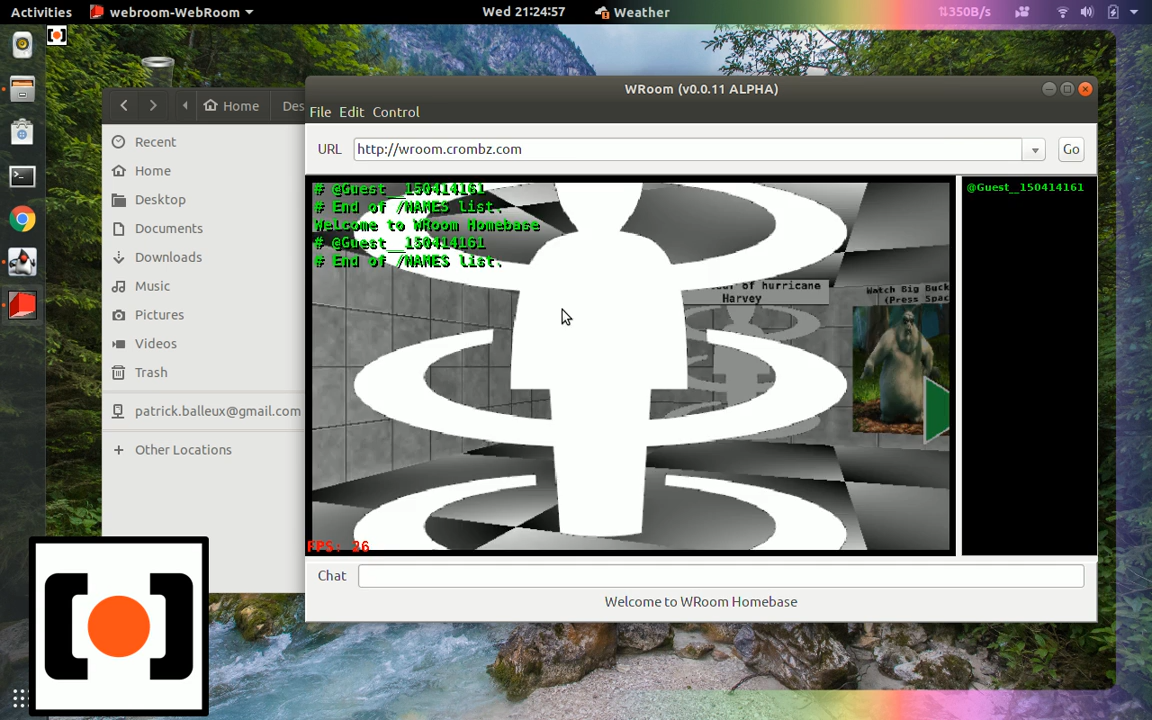 Activities
webroom-WebRoom
Wed 21:24:57
Weather
350B/s
WRoom (v0.0.11 ALPHA)
Home
Des
File Edit Control
URL
http://wroom.crombz.com
Go
Recent
Home
Desktop
Documents
Downloads
Music
Pictures
Videos
Trash
patrick.balleux@gmail.com
+ Other Locations
# @Guest__150414161
# End of /NAMES list.
Welcome to WRoom Homebase
# @Guest__150414161
# End of /NAMES list.
of hurricane
Harvey
Watch Big Buck
(Press Spac
@Guest__150414161
FPS: 26
Chat
Welcome to WRoom Homebase